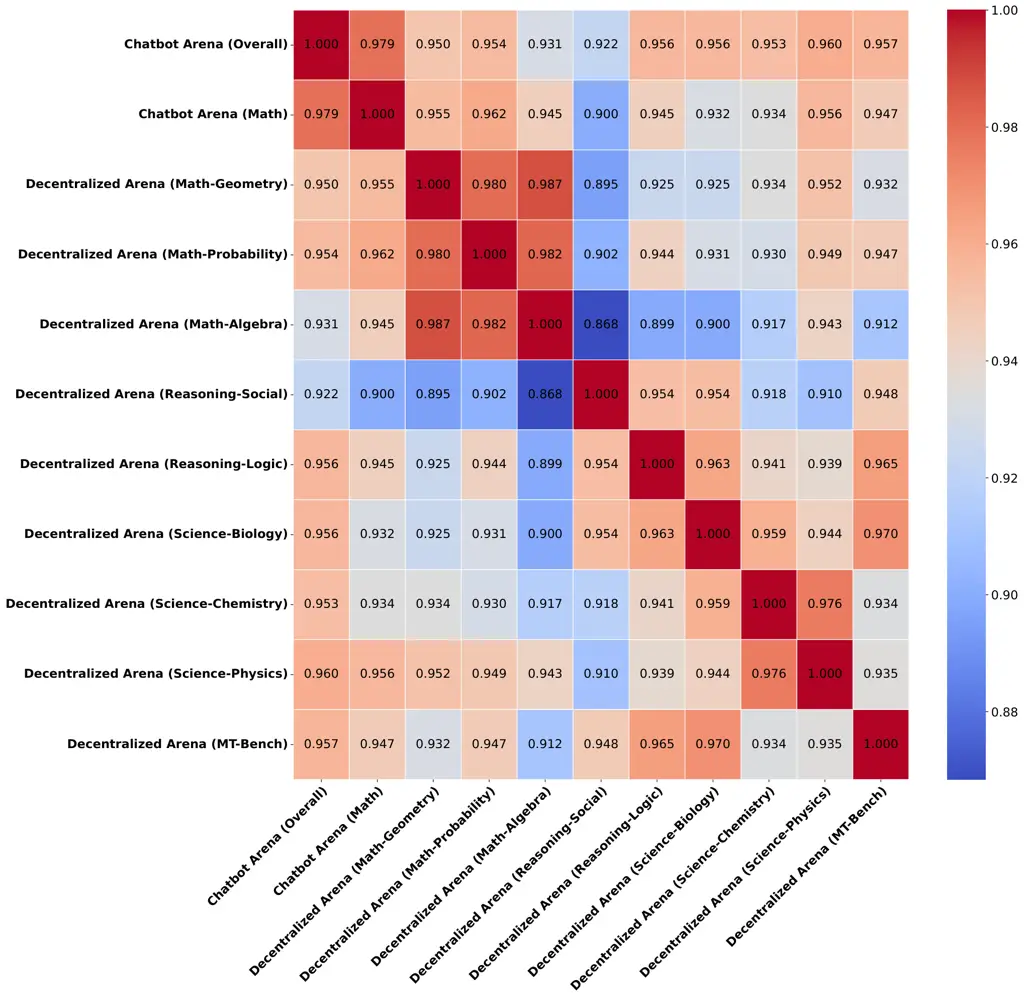 1.00
Chatbot Arena (Overall) 1.000 0.979 0.950 0.954 0.931 0.922 0.956 0.956 0.953 0.960 0.957
Chatbot Arena (Math) 0.979 1.000 0.955 0.962 0.945 0.900 0.945 0.932 0.934 0.956 0.947
0.98
Decentralized Arena (Math-Geometry) 0.950 0.955 1.000 0.980 0.987 0.895 0.925 0.925 0.934 0.952 0.932
0.96
Decentralized Arena (Math-Probability) 0.954 0.962 0.980 1.000 0.982 0.902 0.944 0.931 0.930 0.949 0.947
Decentralized Arena (Math-Algebra) 0.931 0.945 0.987 0.982 1.000 0.868 0.899 0.900 0.917 0.943 0.912
0.94
Decentralized Arena (Reasoning-Social) 0.922 0.900 0.895 0.902 0.868 1.000 0.954 0.954 0.918 0.910 0.948
Decentralized Arena (Reasoning-Logic) 0.956 0.945 0.925 0.944 0.899 0.954 1.000 0.963 0.941 0.939 0.965
0.92
Decentralized Arena (Science-Biology) 0.956 0.932 0.925 0.931 0.900 0.954 0.963 1.000 0.959 0.944 0.970
0.90
Decentralized Arena (Science-Chemistry) 0.953 0.934 0.934 0.930 0.917 0.918 0.941 0.959 1.000 0.976 0.934
Decentralized Arena (Science-Physics) 0.960 0.956 0.952 0.949 0.943 0.910 0.939 0.944 0.976 1.000 0.935
0.88
Decentralized Arena (MT-Bench) 0.957 0.947 0.932 0.947 0.912 0.948 0.965 0.970 0.934 0.935 1.000
Chatbot Arena (Overall)
Chatbot Arena (Math)
Decentralized Arena (Math-Geometry)
Decentralized Arena (Math-Probability)
Decentralized Arena (Math-Algebra)
Decentralized Arena (Reasoning-Social)
Decentralized Arena (Reasoning-Logic)
Decentralized Arena (Science-Biology)
Decentralized Arena (Science-Chemistry)
Decentralized Arena (Science-Physics)
Decentralized Arena (MT-Bench)